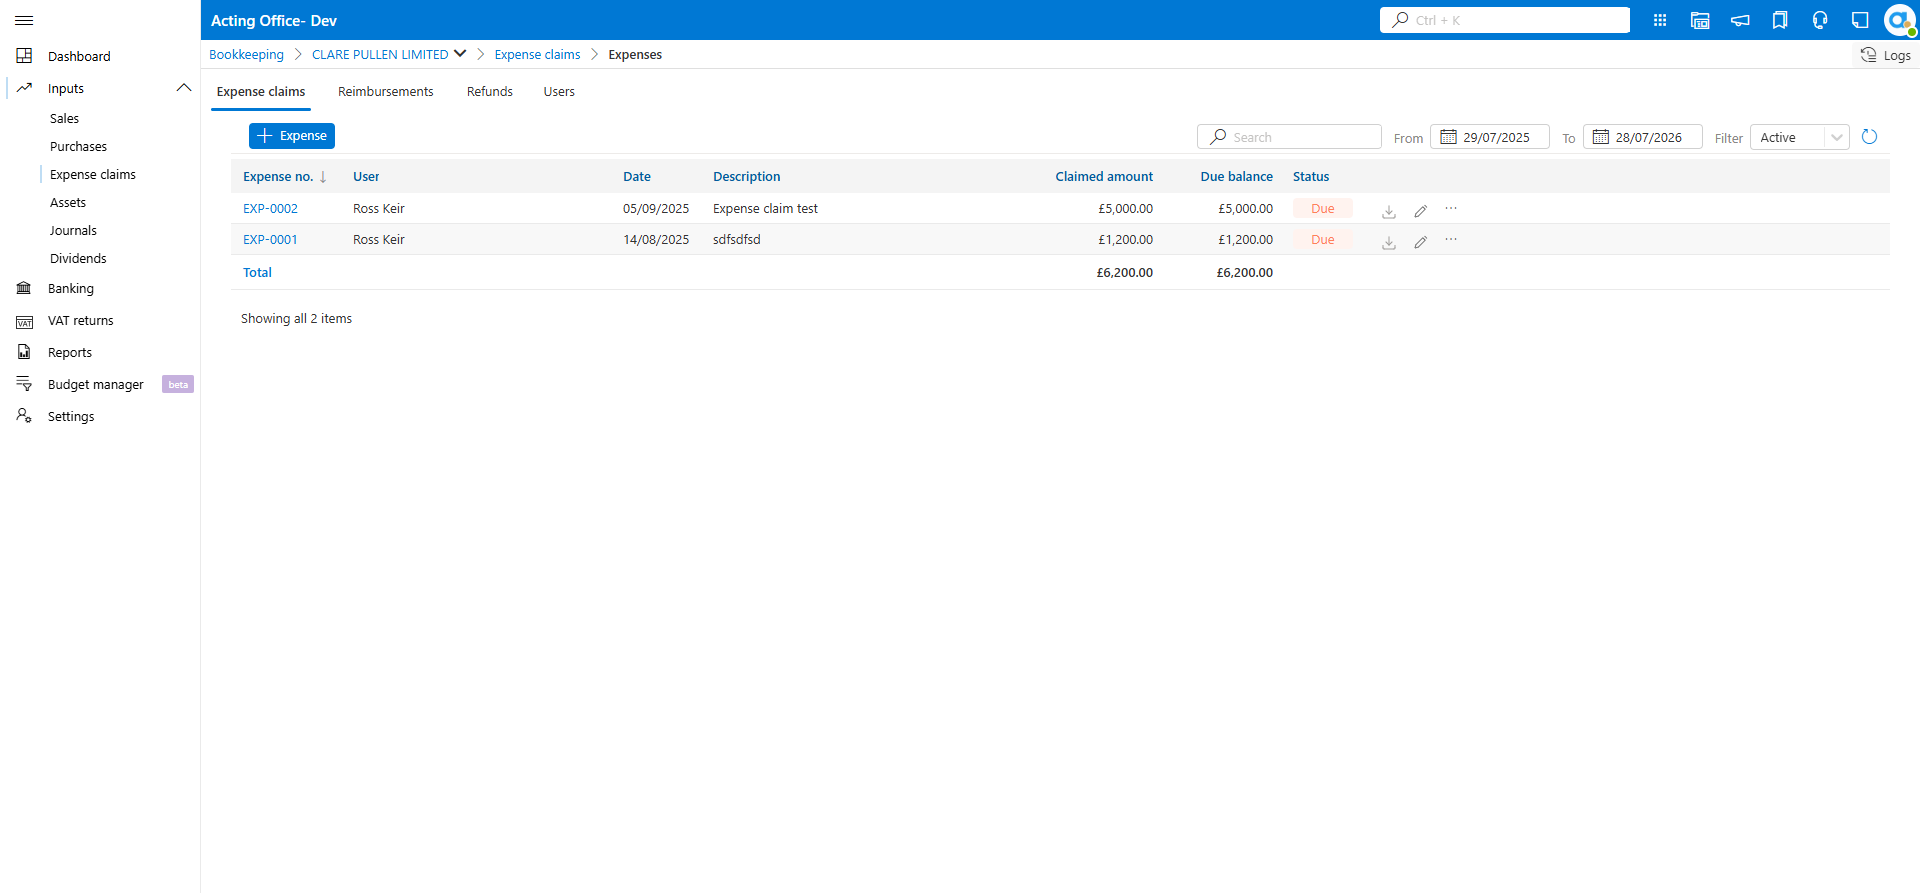 Acting Office- Dev
Ctrl + K
Bookkeeping
CLARE PULLEN LIMITED
Expense claims
Expenses
Logs
Dashboard
Inputs
Sales
Purchases
Expense claims
Assets
Journals
Dividends
Banking
VAT
VAT returns
Reports
Budget manager
beta
Settings
Expense claims
Reimbursements
Refunds
Users
Expense
Search
From
29/07/2025
To
28/07/2026
Filter
Active
Expense no. User Date Description Claimed amount Due balance Status
EXP-0002 Ross Keir 05/09/2025 Expense claim test £5,000.00 £5,000.00 Due
EXP-0001 Ross Keir 14/08/2025 sdfsdfsd £1,200.00 £1,200.00 Due
Total £6,200.00 £6,200.00
Showing all 2 items